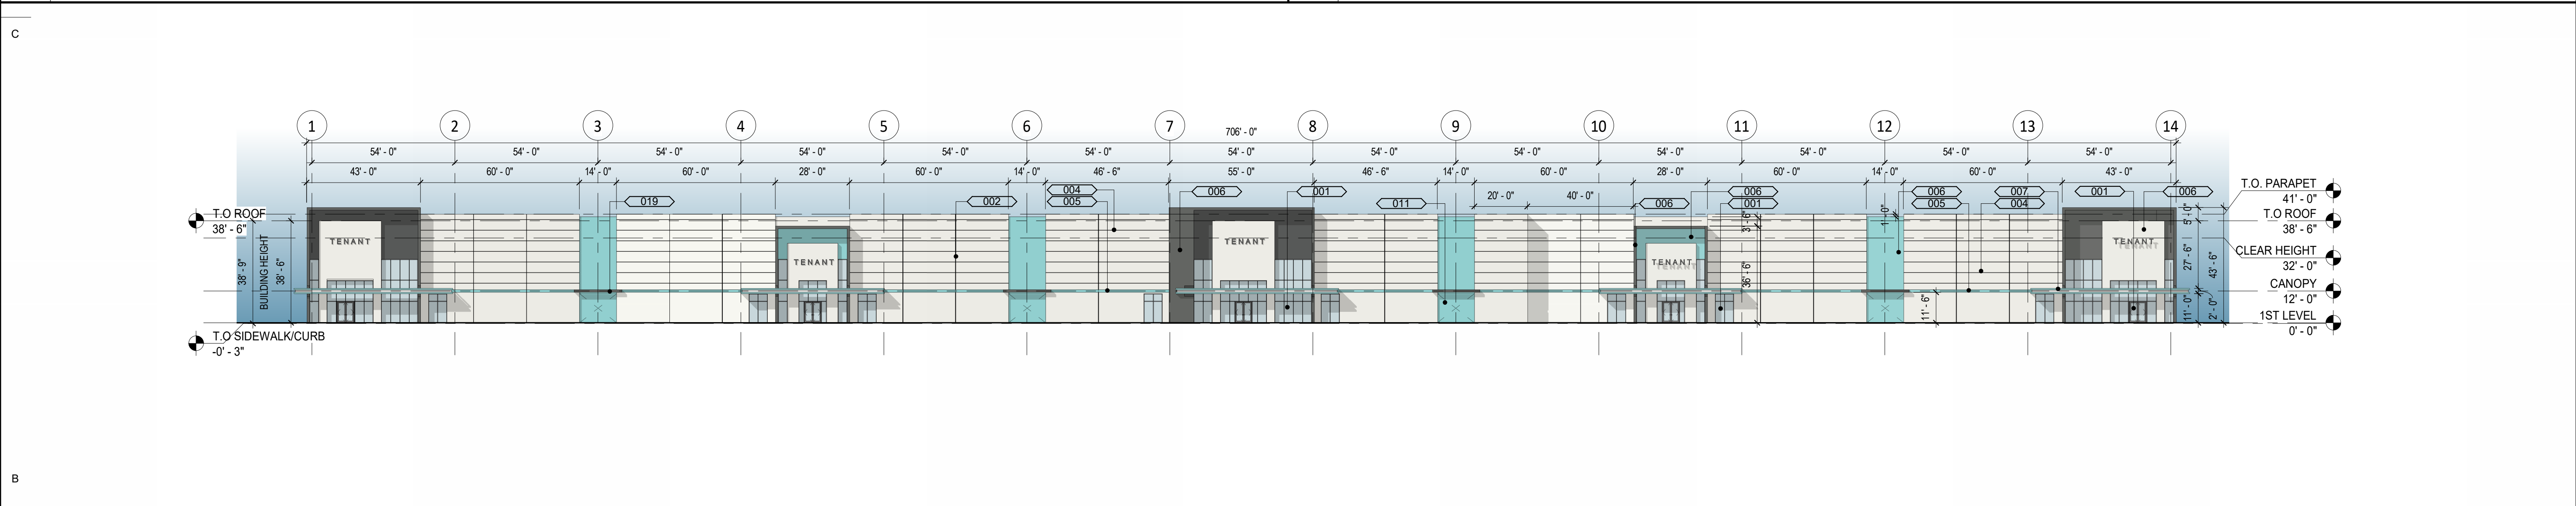 C
1 2 3 4 5 6 7 8 9 10 11 12 13 14
706' - 0"
54' - 0" 54' - 0" 54' - 0" 54' - 0" 54' - 0" 54' - 0" 54' - 0" 54' - 0" 54' - 0" 54' - 0" 54' - 0" 54' - 0" 54' - 0"
43' - 0" 60' - 0" 14' - 0" 60' - 0" 28' - 0" 60' - 0" 14' - 0" 46' - 6" 55' - 0" 46' - 6" 14' - 0" 60' - 0" 28' - 0" 60' - 0" 14' - 0" 60' - 0" 43' - 0"
004 006 001 006 006 007 001 006
019 002 005 011 20' - 0" 40' - 0" 006 001 005 004
T.O. PARAPET
41' - 0"
T.O ROOF
38' - 6"
T.O ROOF
38' - 6"
CLEAR HEIGHT
32' - 0"
CANOPY
12' - 0"
1ST LEVEL
0' - 0"
T.O SIDEWALK/CURB
-0' - 3"
38' - 9"
BUILDING HEIGHT
38' - 6"
TENANT
TENANT
TENANT
TENANT
TENANT
3' - 6"
36' - 6"
1' - 0"
11' - 6"
5' - 0"
27' - 6"
11' - 0"
43' - 6"
2' - 0"
B